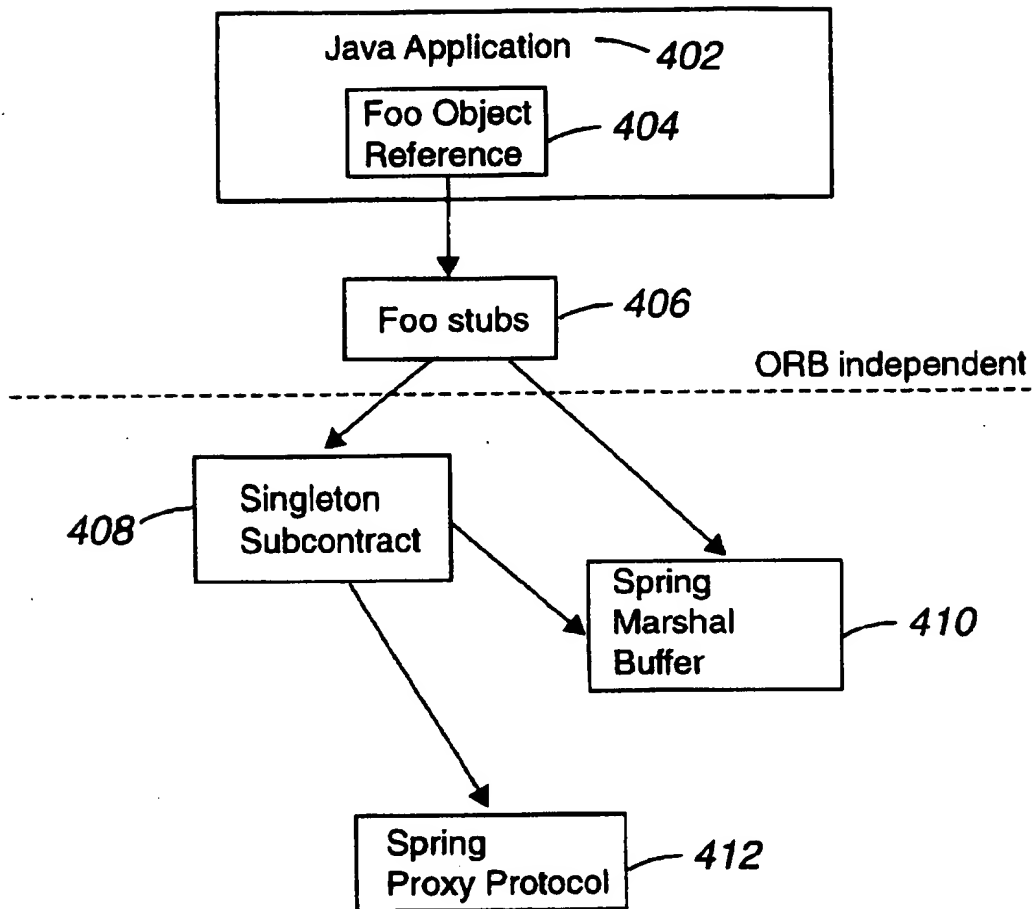 Java Application 402
Foo Object
Reference
404
Foo stubs
406
ORB independent
Singleton
Subcontract
408
Spring
Marshal
Buffer
410
Spring
Proxy Protocol
412